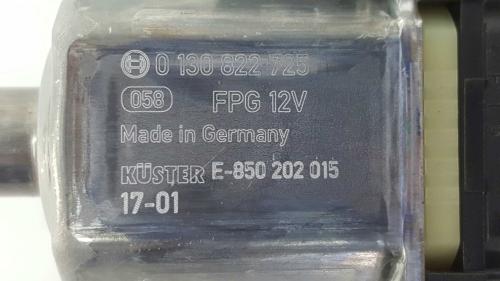 0 130 822 725
058 FPG 12V
Made in Germany
KÜSTER E-850 202 015
17-01